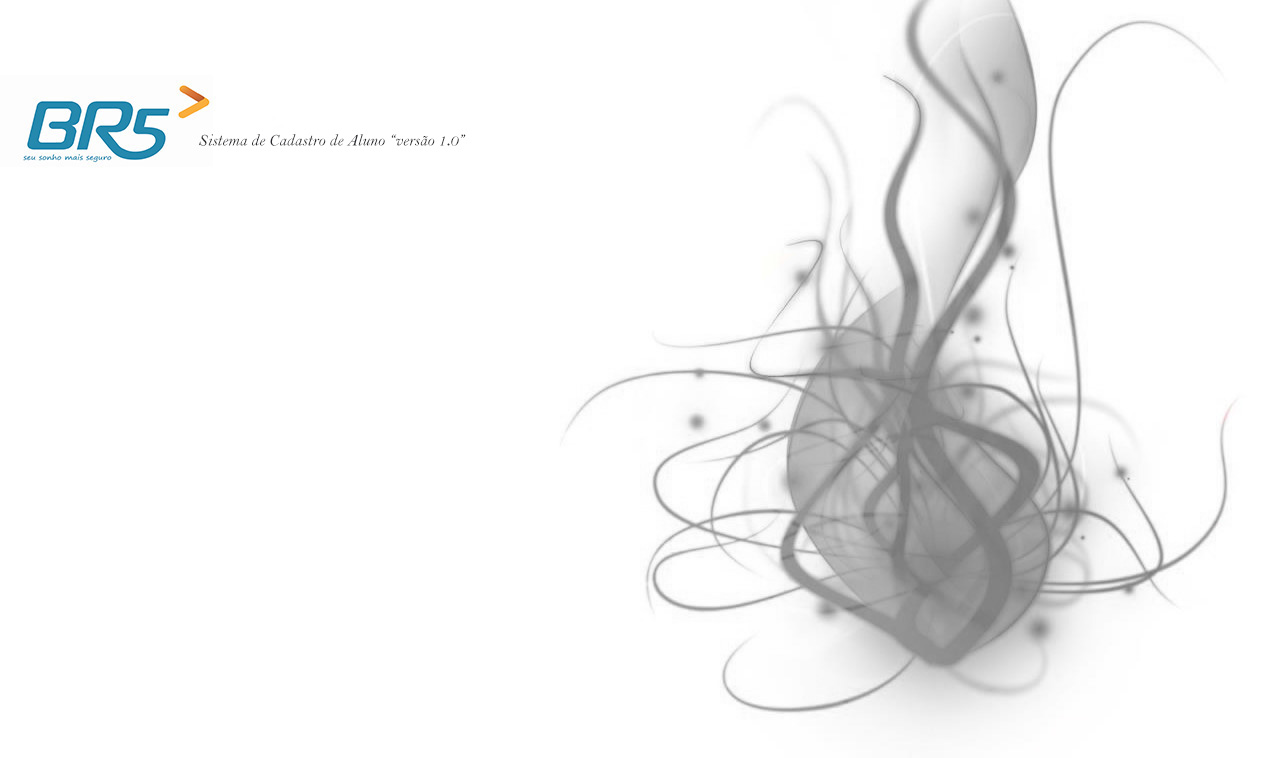 BR5
seu sonho mais seguro
Sistema de Cadastro de Aluno “versão 1.0”